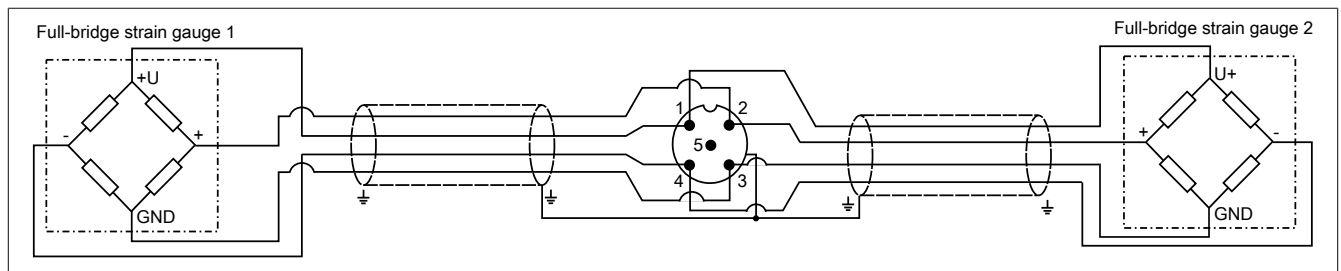 Full-bridge strain gauge 1
Full-bridge strain gauge 2
+U
U+
1
2
-
+
5
+
-
4
3
GND
GND